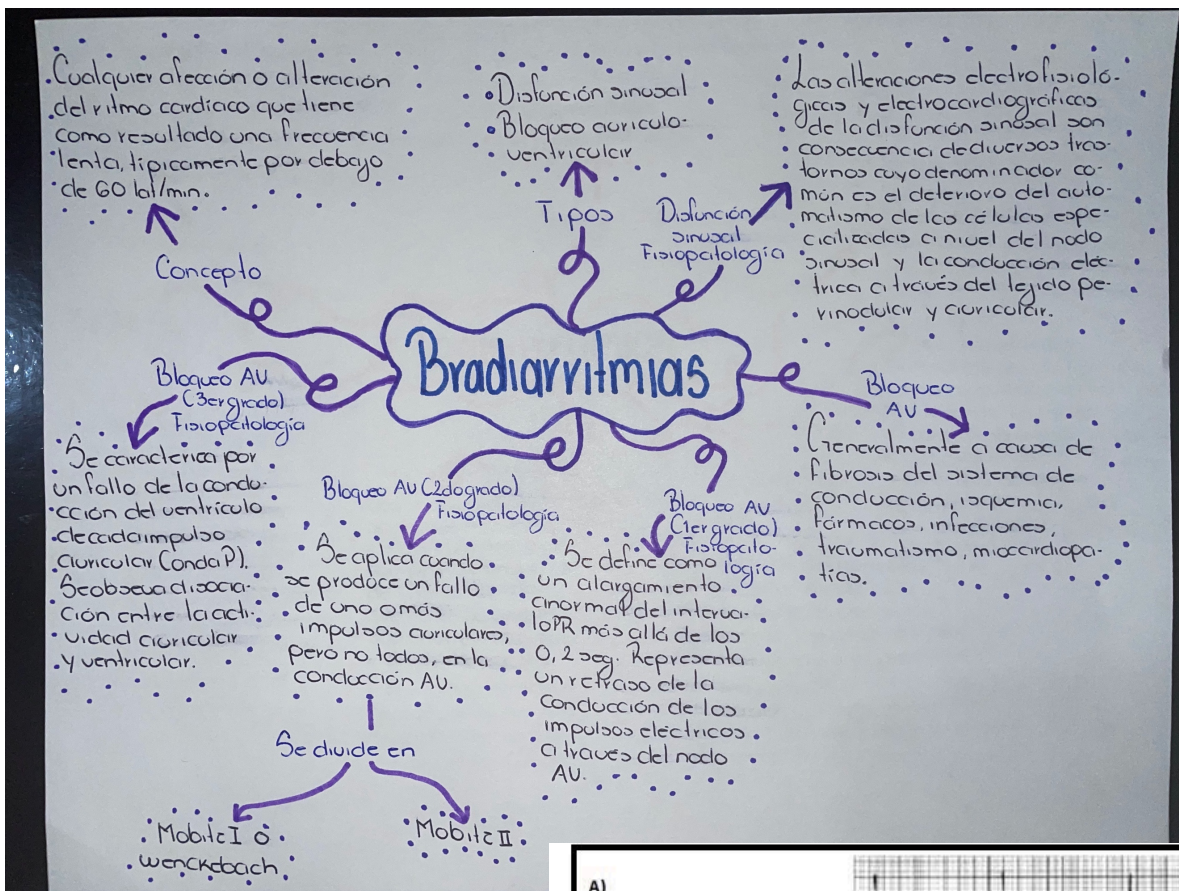 Cualquier afección o alteración
del ritmo cardíaco que tiene
como resultado una frecuencia
lenta, típicamente por debajo
de 60 lat/min.
Concepto
• Disfunción sinusal
• Bloqueo auriculo-
ventricular
Tipos
Disfunción
sinusal
Fisiopatología
Las alteraciones electrofisioló-
gicas y electrocardiográficas
de la disfunción sinusal son
consecuencia de diversos tras-
tornos cuyo denominador co-
mún es el deterioro del auto-
matismo de las células espe-
cializadas a nivel del nodo
sinusal y la conducción eléc-
trica a través del tejido pe-
rinodular y auricular.
Bradiarritmias
Bloqueo
AV
Generalmente a causa de
fibrosis del sistema de
conducción, isquemia,
fármacos, infecciones,
traumatismo, miocardiopa-
tías.
Bloqueo AV
(3er grado)
Fisiopatología
Se caracteriza por
un fallo de la condu-
cción del ventrículo
de cada impulso
auricular (onda P).
Se observa disocia-
ción entre la acti-
vidad auricular
y ventricular.
Bloqueo AV (2do grado)
Fisiopatología
Se aplica cuando
se produce un fallo
de uno o más
impulsos auriculares,
pero no todos, en la
conducción AV.
Se divide en
Mobitz I o
wenckebach
Mobitz II
Bloqueo AV
(1er grado)
Fisiopato-
logía
Se define como
un alargamiento
anormal del interva-
lo PR más allá de los
0,2 seg. Representa
un retraso de la
conducción de los
impulsos eléctricos
a través del nodo
AV.
A)